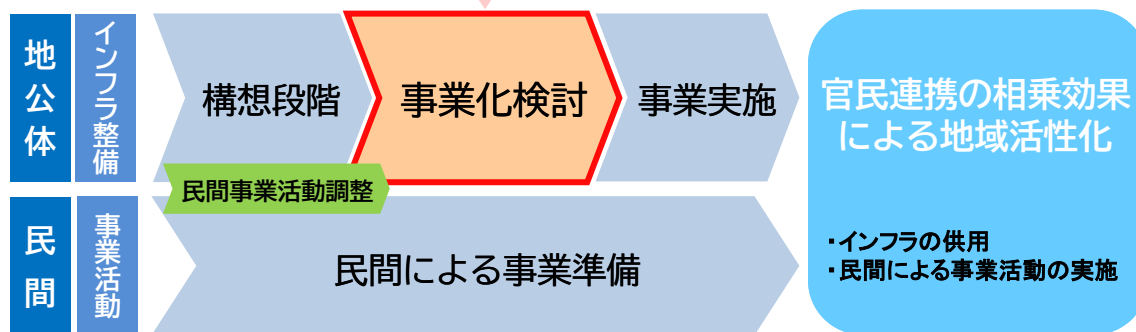 地公体
インフラ整備
構想段階
事業化検討
事業実施
民間事業活動調整
民間
事業活動
民間による事業準備
官民連携の相乗効果
による地域活性化
・インフラの供用
・民間による事業活動の実施